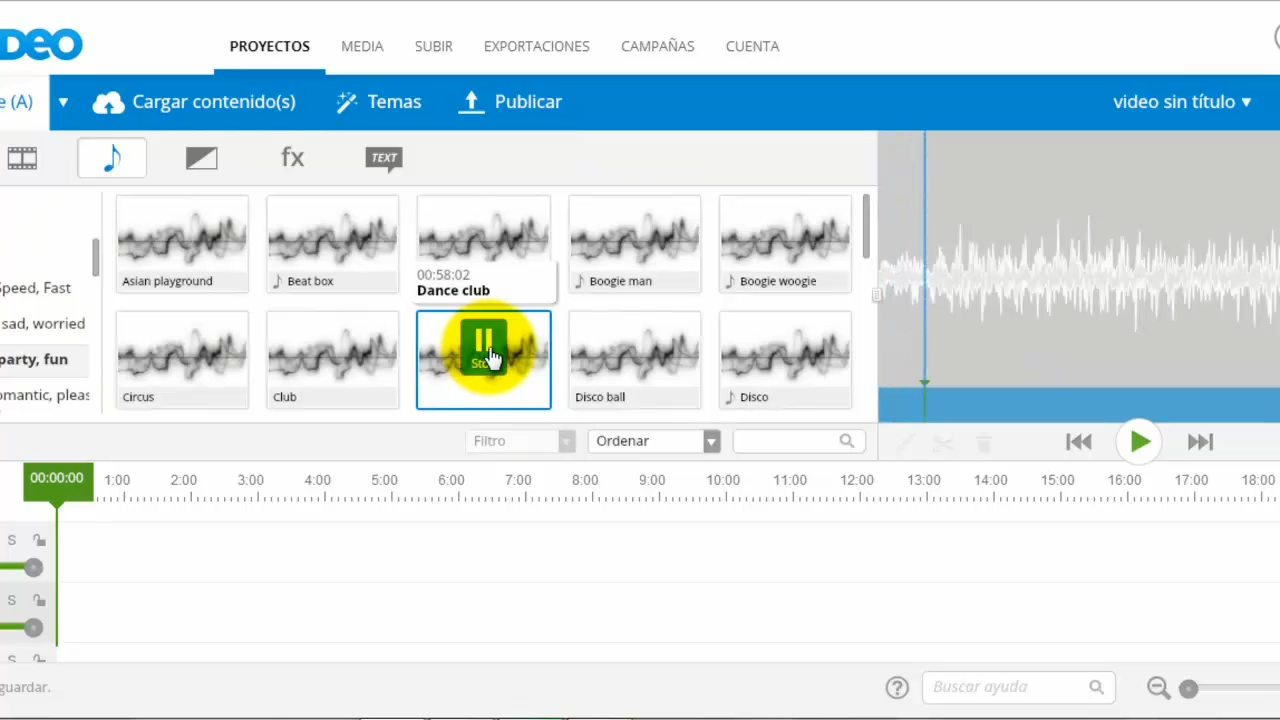 DEO
PROYECTOS MEDIA SUBIR EXPORTACIONES CAMPAÑAS CUENTA
e (A) Cargar contenido(s) Temas Publicar video sin título
fx TEXT
Asian playground Beat box Boogie man Boogie woogie
00:58:02
Dance club
Speed, Fast
sad, worried
party, fun
omantic, pleas
Circus Club Disco ball Disco
Filtro Ordenar
00:00:00 1:00 2:00 3:00 4:00 5:00 6:00 7:00 8:00 9:00 10:00 11:00 12:00 13:00 14:00 15:00 16:00 17:00 18:00
S
S
S
guardar. Buscar ayuda